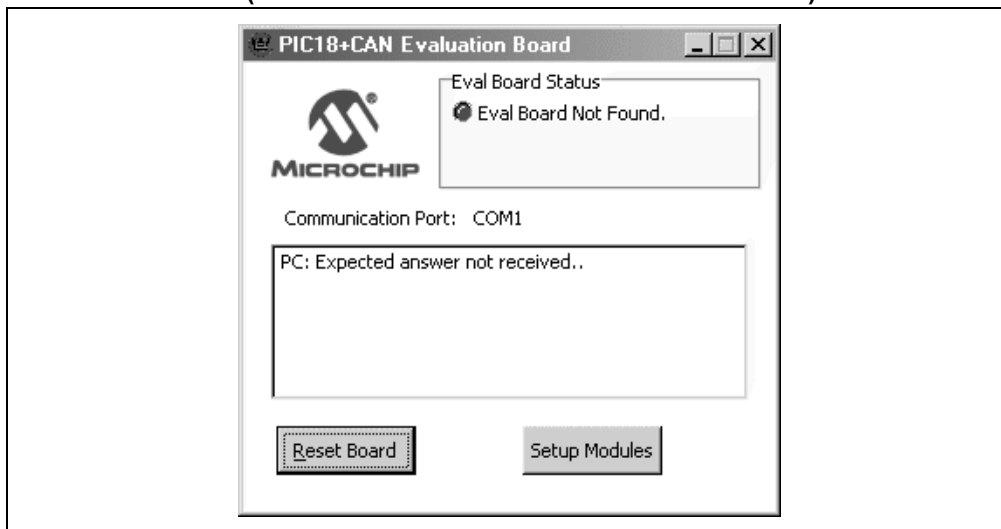 PIC18+CAN Evaluation Board
Eval Board Status
Eval Board Not Found.
MICROCHIP
Communication Port: COM1
PC: Expected answer not received..
Reset Board
Setup Modules